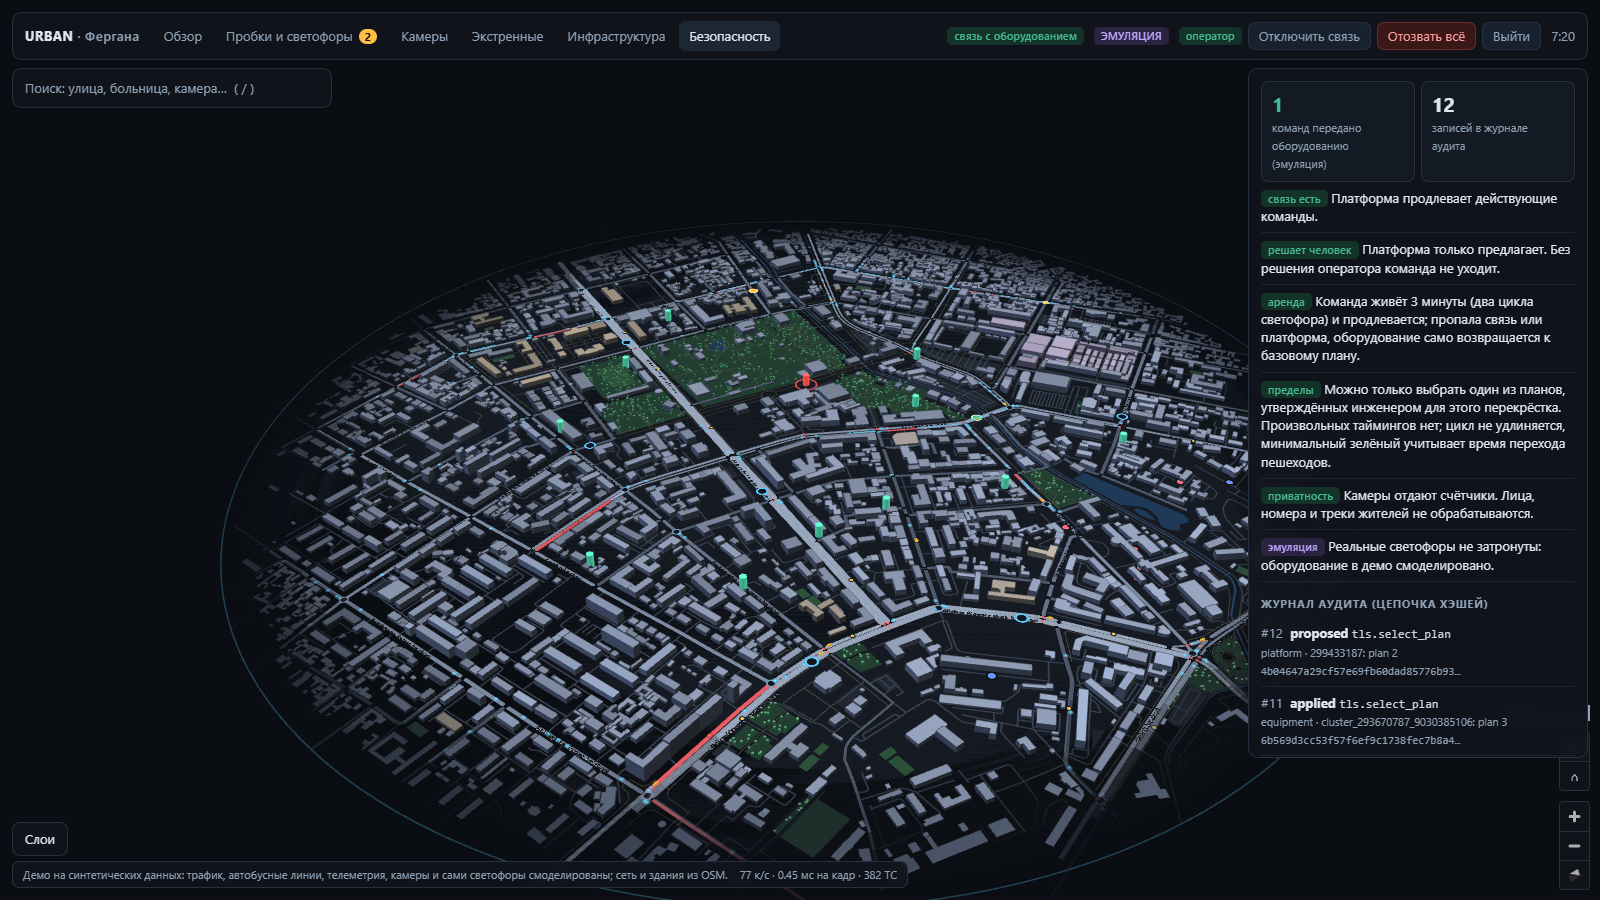 URBAN · Фергана
Обзор
Пробки и светофоры 2
Камеры
Экстренные
Инфраструктура
Безопасность
связь с оборудованием
ЭМУЛЯЦИЯ
оператор
Отключить связь
Отозвать всё
Выйти
7:20
Поиск: улица, больница, камера... ( / )
1
команд передано
оборудованию
(эмуляция)
12
записей в журнале
аудита
связь есть Платформа продлевает действующие
команды.
решает человек Платформа только предлагает. Без
решения оператора команда не уходит.
аренда Команда живёт 3 минуты (два цикла
светофора) и продлевается; пропала связь или
платформа, оборудование само возвращается к
базовому плану.
пределы Можно только выбрать один из планов,
утверждённых инженером для этого перекрёстка.
Произвольных таймингов нет; цикл не удлиняется,
минимальный зелёный учитывает время перехода
пешеходов.
приватность Камеры отдают счётчики. Лица,
номера и треки жителей не обрабатываются.
эмуляция Реальные светофоры не затронуты:
оборудование в демо смоделировано.
ЖУРНАЛ АУДИТА (ЦЕПОЧКА ХЭШЕЙ)
#12 proposed tls.select_plan
platform · 299433187: plan 2
4b04647a29cf57e69fb60dad85776b93…
#11 applied tls.select_plan
equipment · cluster_293670787_9030385106: plan 3
6b569d3cc53f57f6ef9c1738fec7b8a4…
Слои
Демо на синтетических данных: трафик, автобусные линии, телеметрия, камеры и сами светофоры смоделированы; сеть и здания из OSM. 77 к/с · 0.45 мс на кадр · 382 ТС